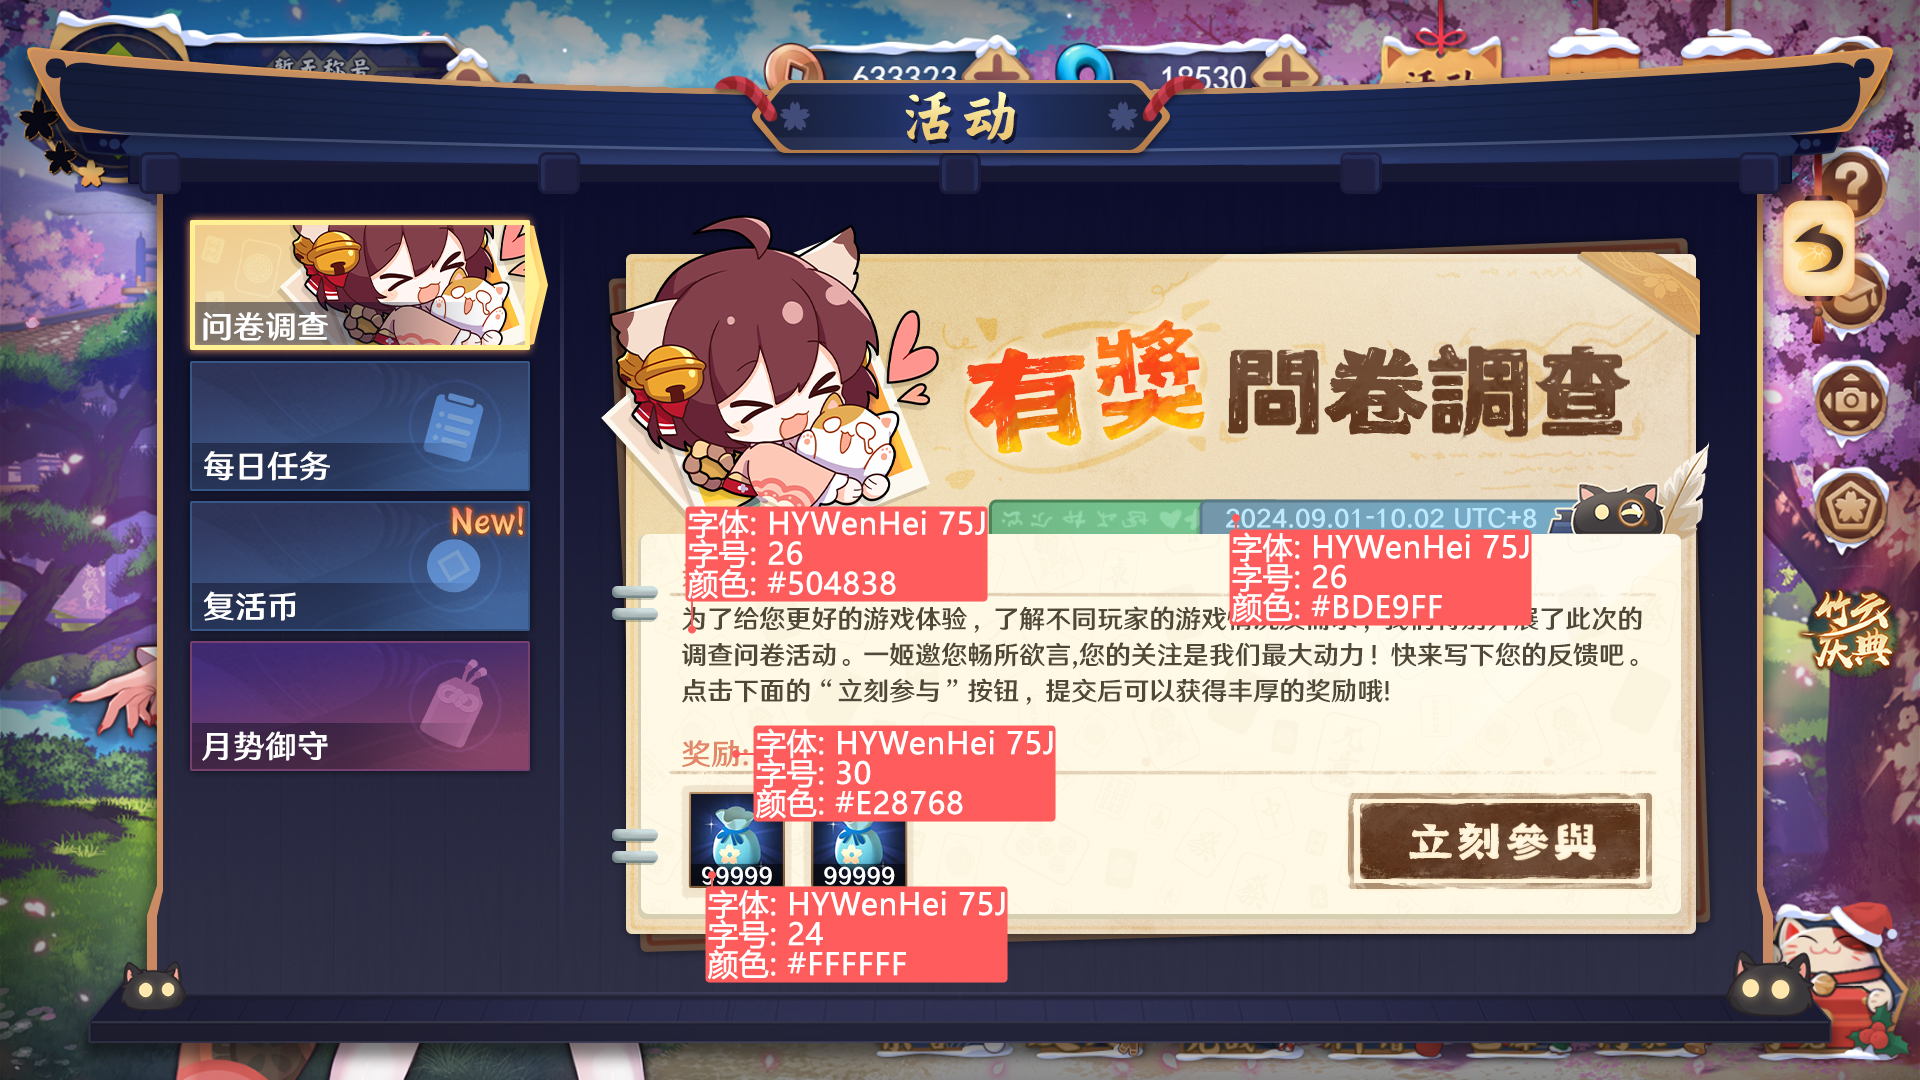 暂无称号
633323
18530
活动
活动
问卷调查
每日任务
New!
复活币
月势御守
有獎問卷調查
2024.09.01-10.02 UTC+8
字体: HYWenHei 75J
字号: 26
颜色: #504838
字体: HYWenHei 75J
字号: 26
颜色: #BDE9FF
为了给您更好的游戏体验，了解不同玩家的游戏
了此次的
调查问卷活动。一姬邀您畅所欲言,您的关注是我们最大动力！快来写下您的反馈吧。
点击下面的“立刻参与”按钮，提交后可以获得丰厚的奖励哦!
奖励:
字体: HYWenHei 75J
字号: 30
颜色: #E28768
99999
99999
立刻參與
字体: HYWenHei 75J
字号: 24
颜色: #FFFFFF
竹云
庆典